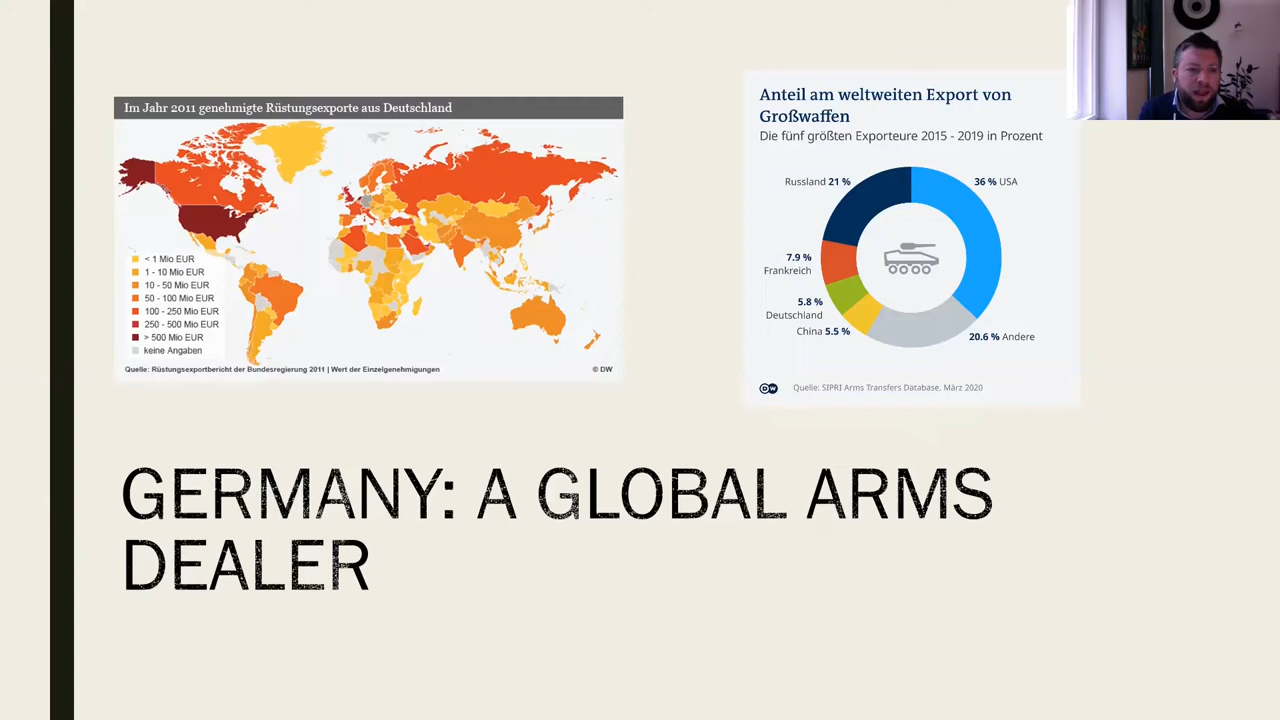 Im Jahr 2011 genehmigte Rüstungsexporte aus Deutschland
< 1 Mio EUR
1 - 10 Mio EUR
10 - 50 Mio EUR
50 - 100 Mio EUR
100 - 250 Mio EUR
250 - 500 Mio EUR
> 500 Mio EUR
keine Angaben
Quelle: Rüstungsexportbericht der Bundesregierung 2011 | Wert der Einzelgenehmigungen
© DW
Anteil am weltweiten Export von
Großwaffen
Die fünf größten Exporteure 2015 - 2019 in Prozent
Russland 21 %
36 % USA
7.9 %
Frankreich
5.8 %
Deutschland
China 5.5 %
20.6 % Andere
DW
Quelle: SIPRI Arms Transfers Database, März 2020
GERMANY: A GLOBAL ARMS
DEALER